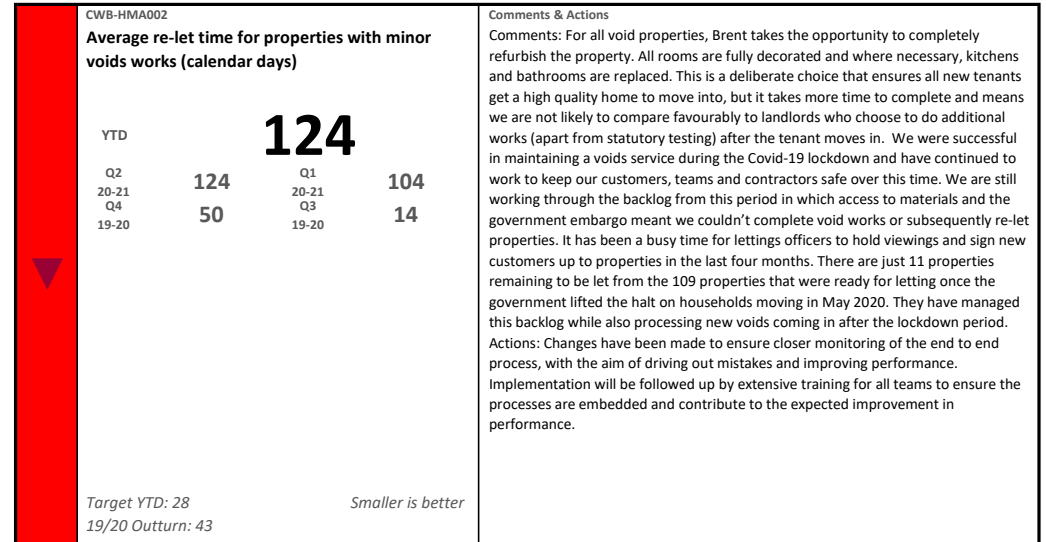 CWB-HMA002
Average re-let time for properties with minor
voids works (calendar days)
YTD
124
Q2
20-21
124
Q1
20-21
104
Q4
19-20
50
Q3
19-20
14
Target YTD: 28
Smaller is better
19/20 Outturn: 43
Comments & Actions
Comments: For all void properties, Brent takes the opportunity to completely
refurbish the property. All rooms are fully decorated and where necessary, kitchens
and bathrooms are replaced. This is a deliberate choice that ensures all new tenants
get a high quality home to move into, but it takes more time to complete and means
we are not likely to compare favourably to landlords who choose to do additional
works (apart from statutory testing) after the tenant moves in.  We were successful
in maintaining a voids service during the Covid-19 lockdown and have continued to
work to keep our customers, teams and contractors safe over this time. We are still
working through the backlog from this period in which access to materials and the
government embargo meant we couldn't complete void works or subsequently re-let
properties. It has been a busy time for lettings officers to hold viewings and sign new
customers up to properties in the last four months. There are just 11 properties
remaining to be let from the 109 properties that were ready for letting once the
government lifted the halt on households moving in May 2020. They have managed
this backlog while also processing new voids coming in after the lockdown period.
Actions: Changes have been made to ensure closer monitoring of the end to end
process, with the aim of driving out mistakes and improving performance.
Implementation will be followed up by extensive training for all teams to ensure the
processes are embedded and contribute to the expected improvement in
performance.